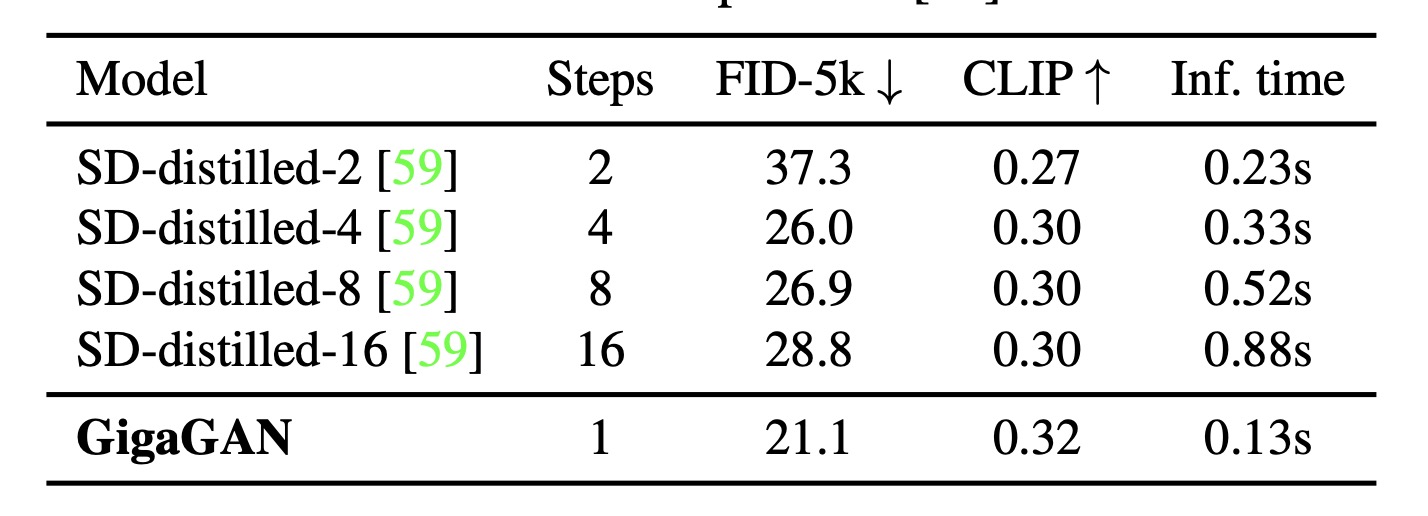 Model Steps FID-5k ↓ CLIP ↑ Inf. time
SD-distilled-2 [59] 2 37.3 0.27 0.23s
SD-distilled-4 [59] 4 26.0 0.30 0.33s
SD-distilled-8 [59] 8 26.9 0.30 0.52s
SD-distilled-16 [59] 16 28.8 0.30 0.88s
GigaGAN 1 21.1 0.32 0.13s